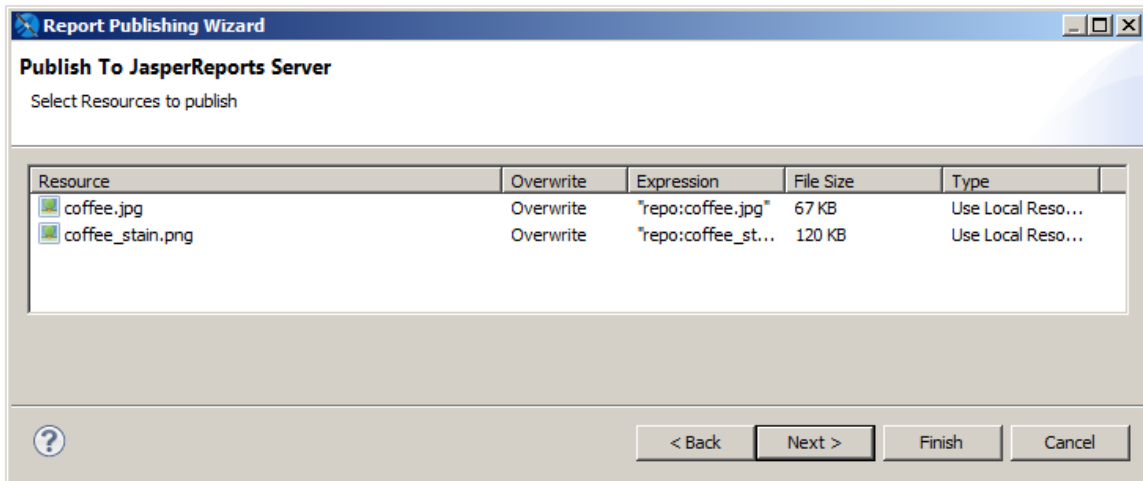 Report Publishing Wizard
Publish To JasperReports Server
Select Resources to publish
Resource Overwrite Expression File Size Type
coffee.jpg Overwrite "repo:coffee.jpg" 67 KB Use Local Reso...
coffee_stain.png Overwrite "repo:coffee_st... 120 KB Use Local Reso...
? < Back Next > Finish Cancel